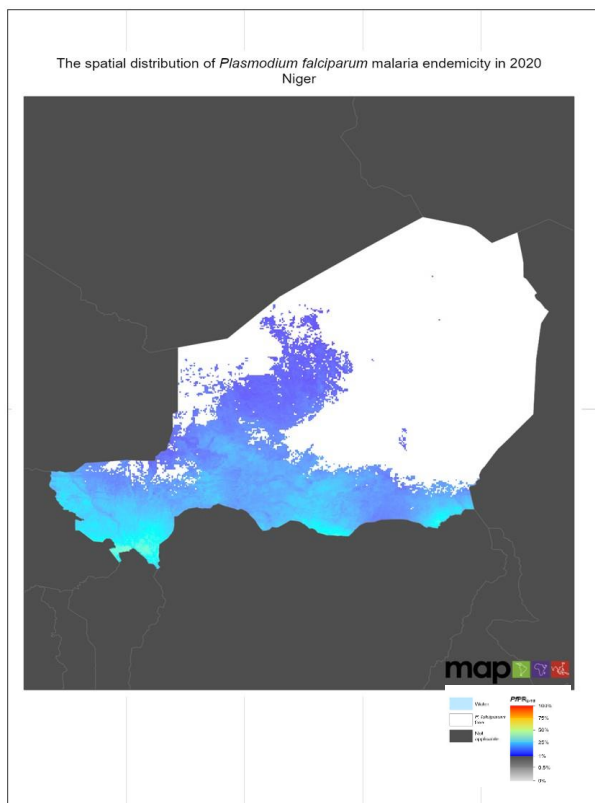 The spatial distribution of Plasmodium falciparum malaria endemicity in 2020
Niger
map
Water
P. falciparum
free
Not
applicable
100%
75%
50%
25%
1%
0.5%
0%